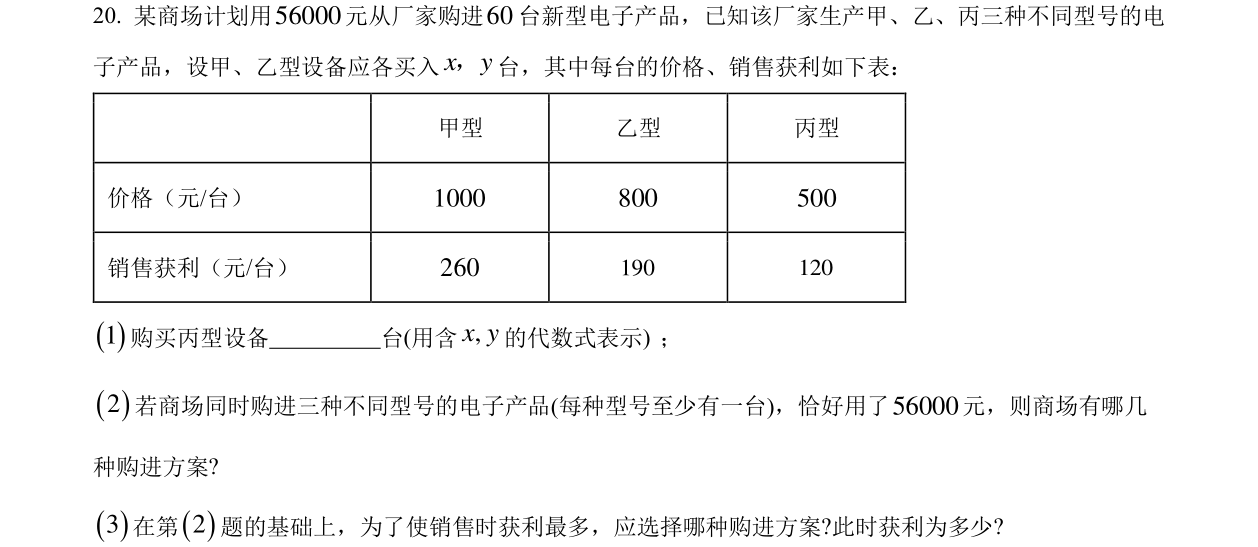 20. 某商场计划用56000元从厂家购进60台新型电子产品，已知该厂家生产甲、乙、丙三种不同型号的电
子产品，设甲、乙型设备应各买入x，y台，其中每台的价格、销售获利如下表：
甲型 乙型 丙型
价格（元/台） 1000 800 500
销售获利（元/台） 260 190 120
(1)购买丙型设备_________台(用含x, y的代数式表示) ；
(2)若商场同时购进三种不同型号的电子产品(每种型号至少有一台)，恰好用了56000元，则商场有哪几
种购进方案?
(3)在第(2)题的基础上，为了使销售时获利最多，应选择哪种购进方案?此时获利为多少?